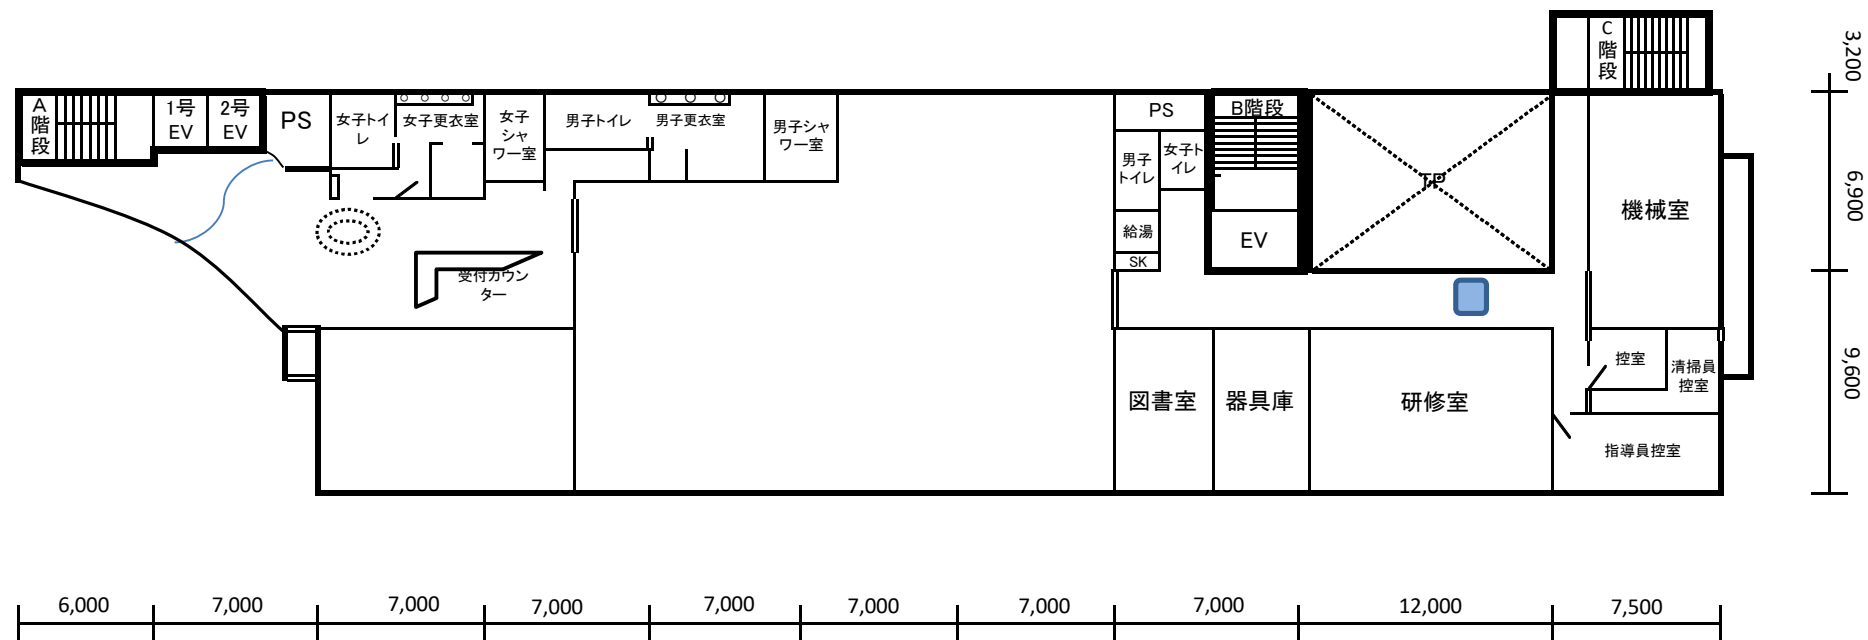 C
階
段
3,200
A
階
段
1号
EV
2号
EV
PS
女子トイ
レ
女子更衣室
女子
シャ
ワー室
男子トイレ
男子更衣室
男子シャ
ワー室
PS
B階段
男子
トイレ
女子ト
イレ
機械室
6,900
給湯
SK
EV
受付カウン
ター
図書室
器具庫
研修室
控室
清掃員
控室
指導員控室
9,600
6,000
7,000
7,000
7,000
7,000
7,000
7,000
7,000
12,000
7,500